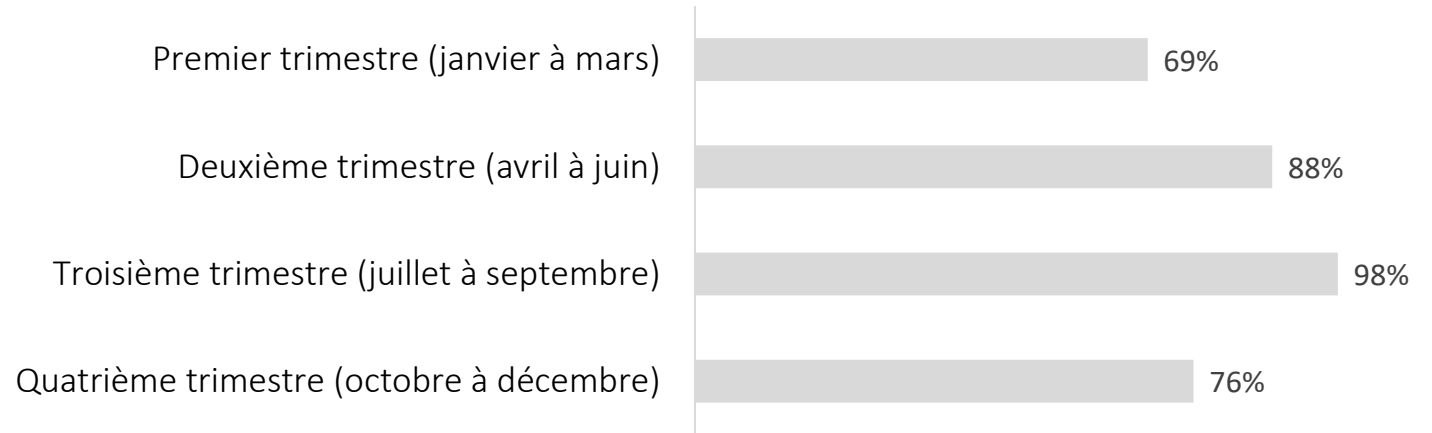 Premier trimestre (janvier à mars) 69%
Deuxième trimestre (avril à juin) 88%
Troisième trimestre (juillet à septembre) 98%
Quatrième trimestre (octobre à décembre) 76%